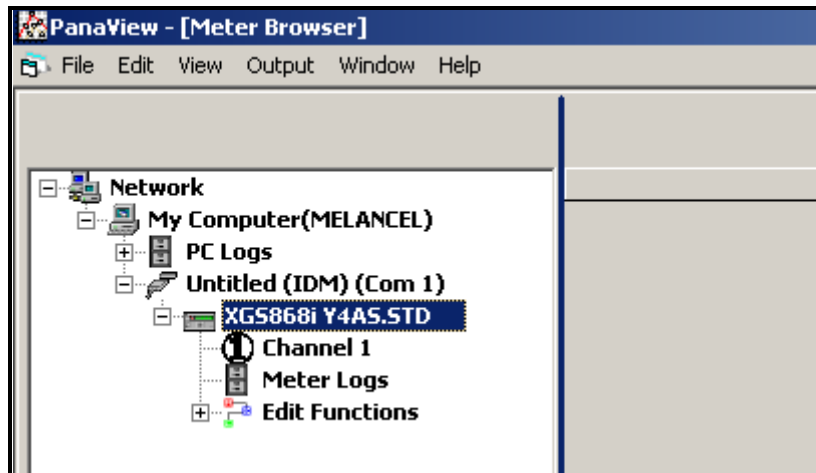 PanaView - [Meter Browser]
File Edit View Output Window Help
Network
My Computer(MELANCEL)
PC Logs
Untitled (IDM) (Com 1)
XGS868i Y4AS.STD
1 Channel 1
Meter Logs
Edit Functions